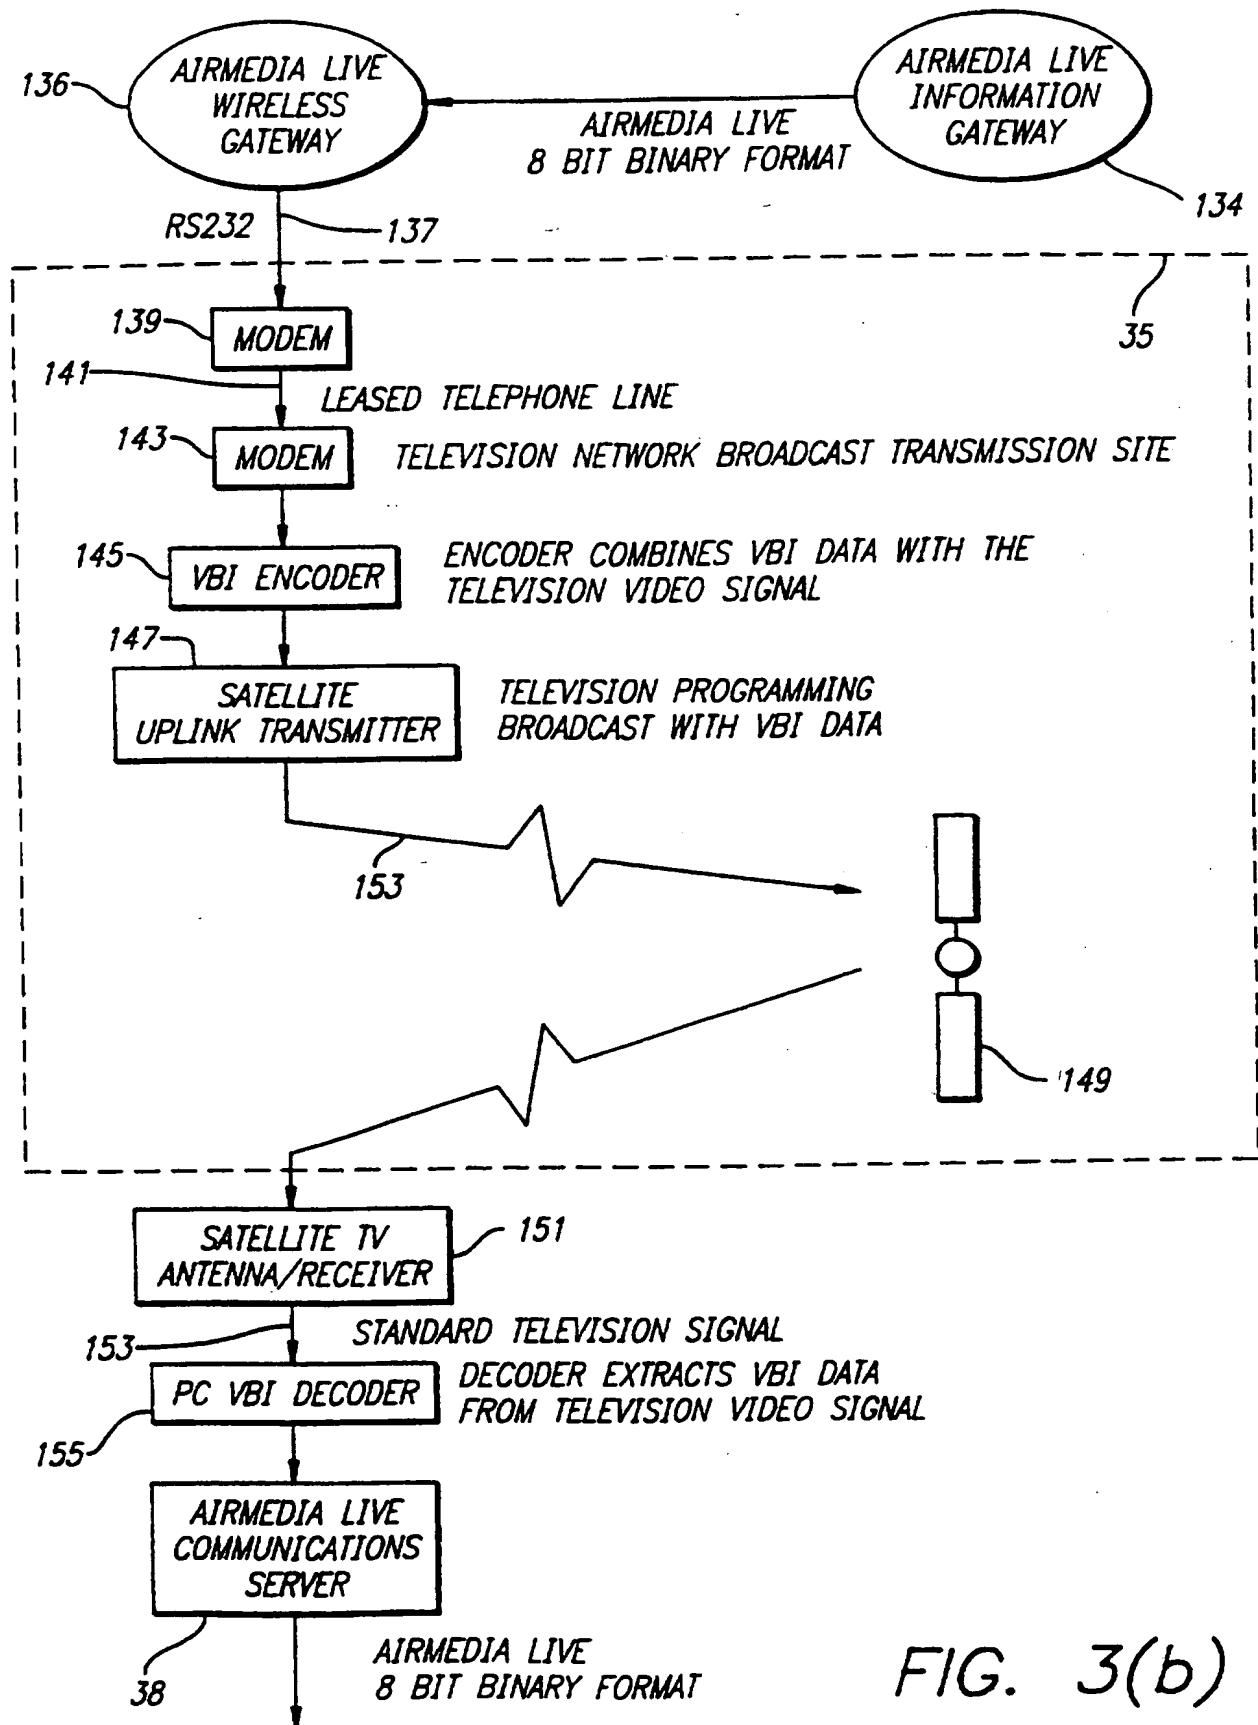 AIRMEDIA LIVE
WIRELESS
GATEWAY
136
AIRMEDIA LIVE
INFORMATION
GATEWAY
134
AIRMEDIA LIVE
8 BIT BINARY FORMAT
RS232
137
35
139
MODEM
141
LEASED TELEPHONE LINE
143
MODEM
TELEVISION NETWORK BROADCAST TRANSMISSION SITE
145
VBI ENCODER
ENCODER COMBINES VBI DATA WITH THE
TELEVISION VIDEO SIGNAL
147
SATELLITE
UPLINK TRANSMITTER
TELEVISION PROGRAMMING
BROADCAST WITH VBI DATA
153
149
SATELLITE TV
ANTENNA/RECEIVER
151
153
STANDARD TELEVISION SIGNAL
PC VBI DECODER
DECODER EXTRACTS VBI DATA
FROM TELEVISION VIDEO SIGNAL
155
AIRMEDIA LIVE
COMMUNICATIONS
SERVER
38
AIRMEDIA LIVE
8 BIT BINARY FORMAT
FIG. 3(b)